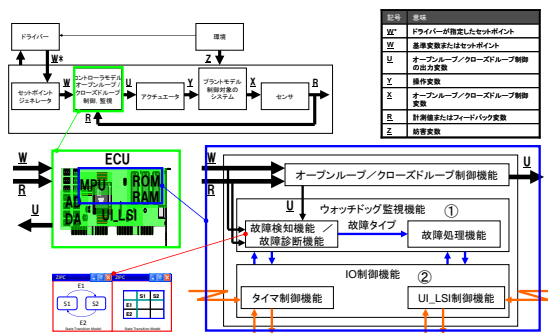 ドライバー
環境
W*
Z
セットポイント
ジェネレータ
W
コントローラモデル
オープンループ/
クローズドループ
制御、監視
U
アクチュエータ
Y
プラントモデル
制御対象の
システム
X
センサ
R
R
記号 意味
W* ドライバーが指定したセットポイント
W 基準変数またはセットポイント
U オープンループ/クローズドループ制御
の出力変数
Y 操作変数
X オープンループ/クローズドループ制御
変数
R 計測値またはフィードバック変数
Z 妨害変数
W
R
U
ECU
MPU
ROM
RAM
AD
DA
UI_LSI
W
R
オープンループ/クローズドループ制御機能
U
U
ウォッチドッグ監視機能 ①
故障検知機能 /
故障診断機能
故障タイプ
故障処理機能
IO制御機能
②
タイマ制御機能
UI_LSI制御機能
ZIPC
E1
S1
S2
E2
State Transition Model
ZIPC
S1 S2
E1
E2
State Transition Model